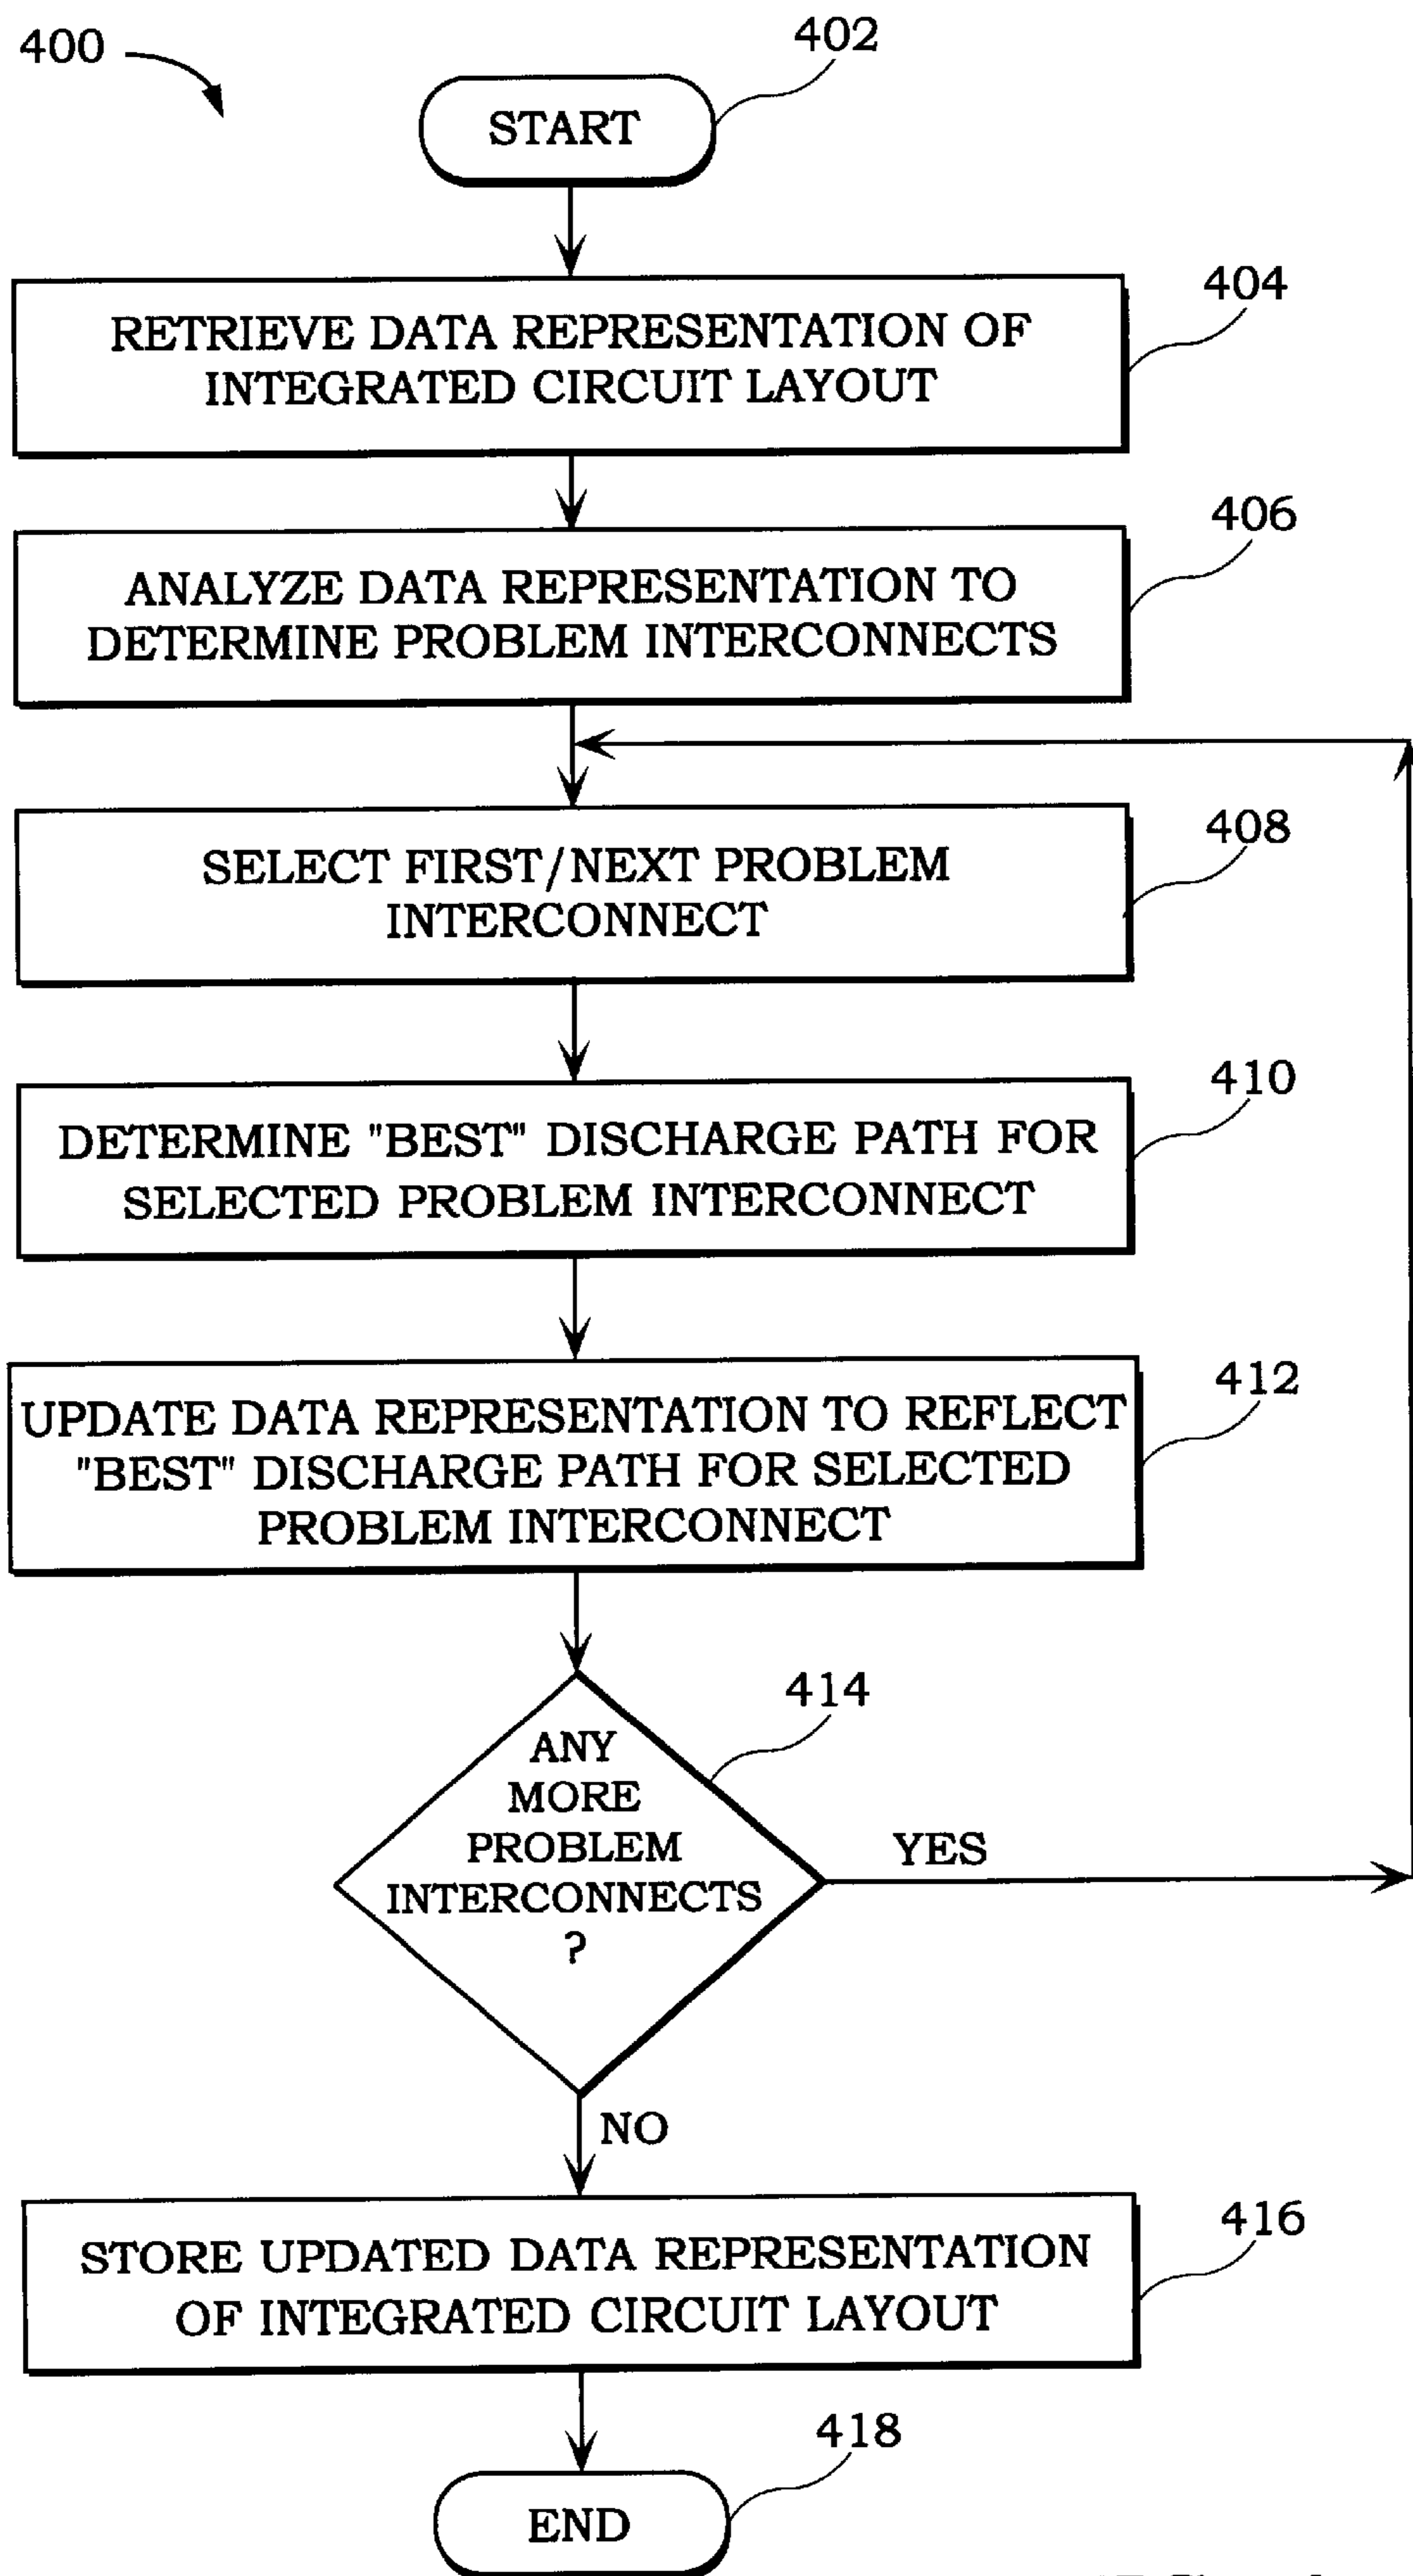 400
402
START
404
RETRIEVE DATA REPRESENTATION OF
INTEGRATED CIRCUIT LAYOUT
406
ANALYZE DATA REPRESENTATION TO
DETERMINE PROBLEM INTERCONNECTS
408
SELECT FIRST/NEXT PROBLEM
INTERCONNECT
410
DETERMINE "BEST" DISCHARGE PATH FOR
SELECTED PROBLEM INTERCONNECT
412
UPDATE DATA REPRESENTATION TO REFLECT
"BEST" DISCHARGE PATH FOR SELECTED
PROBLEM INTERCONNECT
414
ANY
MORE
PROBLEM
INTERCONNECTS
?
YES
NO
416
STORE UPDATED DATA REPRESENTATION
OF INTEGRATED CIRCUIT LAYOUT
418
END